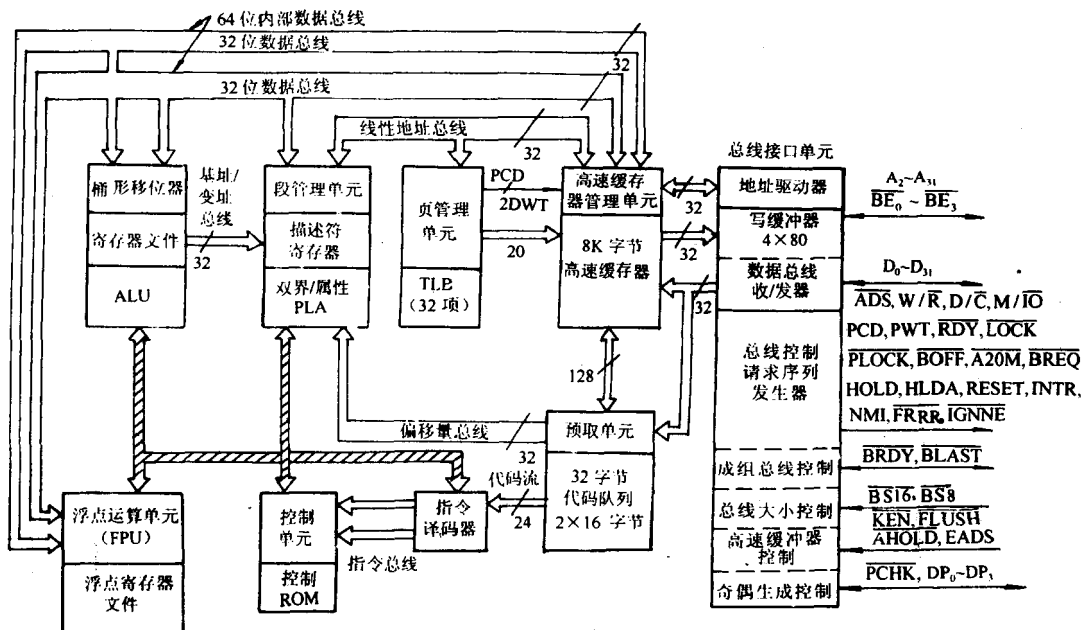 64位内部数据总线
32位数据总线
32
32位数据总线
32
线性地址总线
32
桶形移位器
寄存器文件
ALU
基址/
变址
总线
32
段管理单元
描述符
寄存器
双界/属性
PLA
页管理
单元
TLB
(32项)
PCD
2DWT
20
高速缓存
器管理单元
8K字节
高速缓存器
32
32
32
总线接口单元
地址驱动器
写缓冲器
4×80
数据总线
收/发器
总线控制
请求序列
发生器
成组总线控制
总线大小控制
高速缓冲器
控制
奇偶生成控制
A2~A31
BE0~BE3
D0~D31
ADS, W/R, D/C, M/IO
PCD, PWT, RDY, LOCK
PLOCK, BOFF, A20M, BREQ
HOLD, HLDA, RESET, INTR,
NMI, FRRR, IGNNE
BRDY, BLAST
BS16, BS8
KEN, FLUSH
AHOLD, EADS
PCHK, DP0~DP3
128
偏移量总线
32
预取单元
32字节
代码队列
2×16字节
代码流
24
指令
译码器
指令总线
控制
单元
控制
ROM
浮点运算单元
(FPU)
浮点寄存器
文件